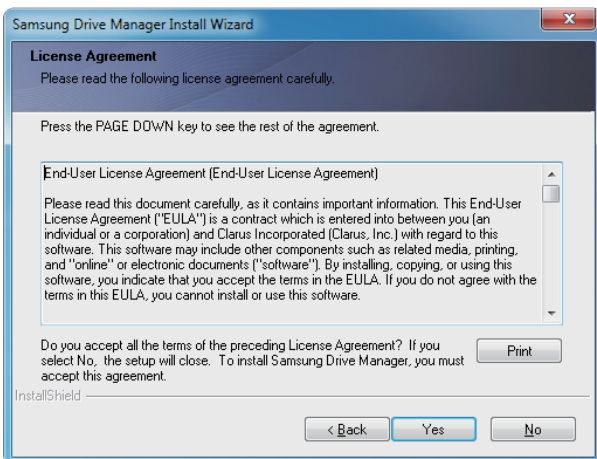 Samsung Drive Manager Install Wizard
License Agreement
Please read the following license agreement carefully.
Press the PAGE DOWN key to see the rest of the agreement.
End-User License Agreement (End-User License Agreement)
Please read this document carefully, as it contains important information. This End-User
License Agreement ("EULA") is a contract which is entered into between you (an
individual or a corporation) and Clarus Incorporated (Clarus, Inc.) with regard to this
software. This software may include other components such as related media, printing,
and "online" or electronic documents ("software"). By installing, copying, or using this
software, you indicate that you accept the terms in the EULA. If you do not agree with the
terms in this EULA, you cannot install or use this software.
Do you accept all the terms of the preceding License Agreement? If you
select No, the setup will close. To install Samsung Drive Manager, you must
accept this agreement.
Print
InstallShield
< Back
Yes
No